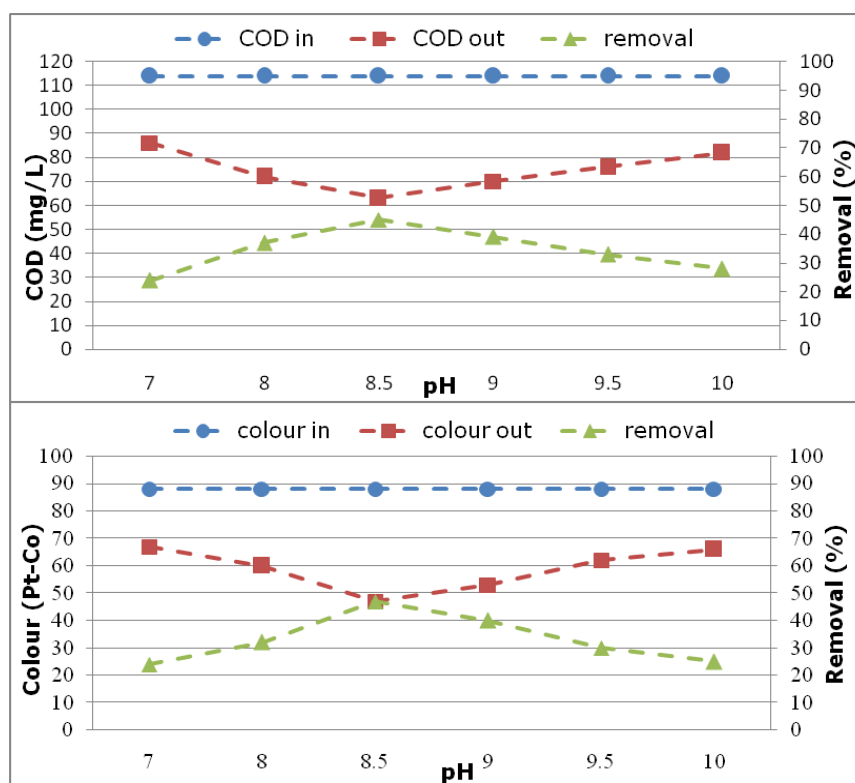 COD in COD out removal
120 100
110 90
100 80
90 70
80 60
70 50
60 40
50 30
40 20
30 10
20 0
10
0
COD (mg/L)
Removal (%)
7 8 8.5 9 9.5 10
pH
colour in colour out removal
100 100
90 90
80 80
70 70
60 60
50 50
40 40
30 30
20 20
10 10
0 0
Colour (Pt-Co)
Removal (%)
7 8 8.5 9 9.5 10
pH